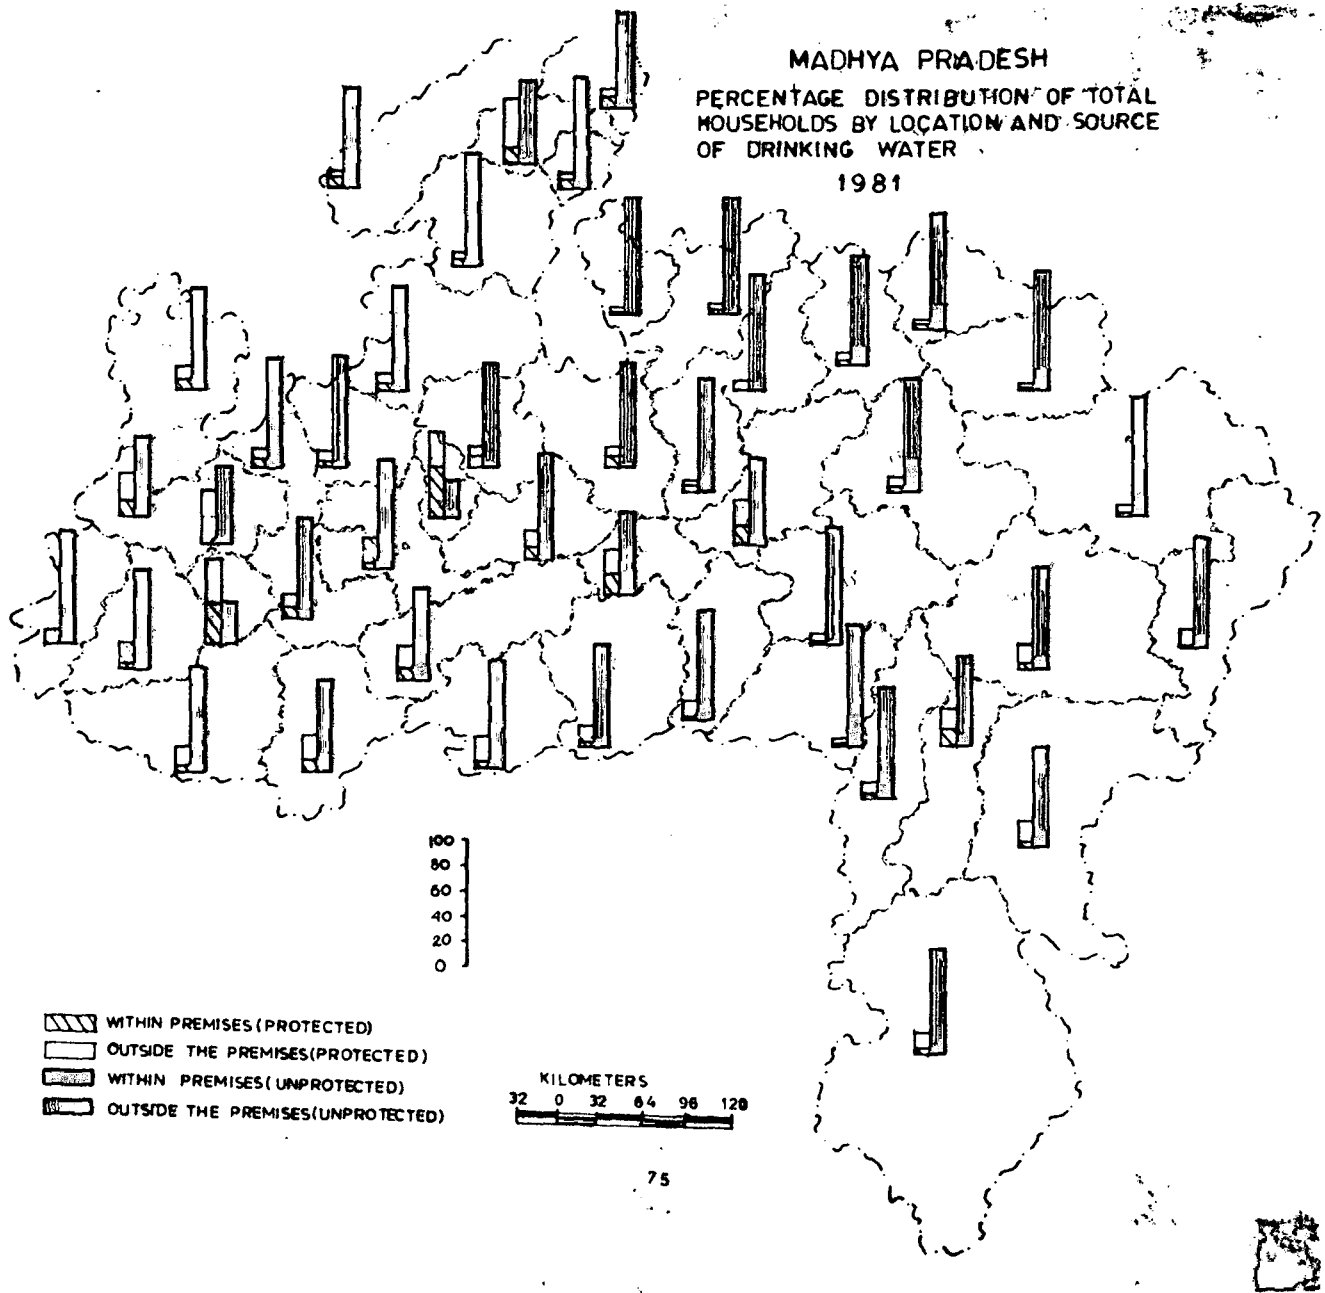 MADHYA PRADESH
PERCENTAGE DISTRIBUTION OF TOTAL
HOUSEHOLDS BY LOCATION AND SOURCE
OF DRINKING WATER
1981
100
80
60
40
20
0
WITHIN PREMISES (PROTECTED)
OUTSIDE THE PREMISES (PROTECTED)
WITHIN PREMISES (UNPROTECTED)
OUTSIDE THE PREMISES (UNPROTECTED)
KILOMETERS
32 0 32 64 96 128
75